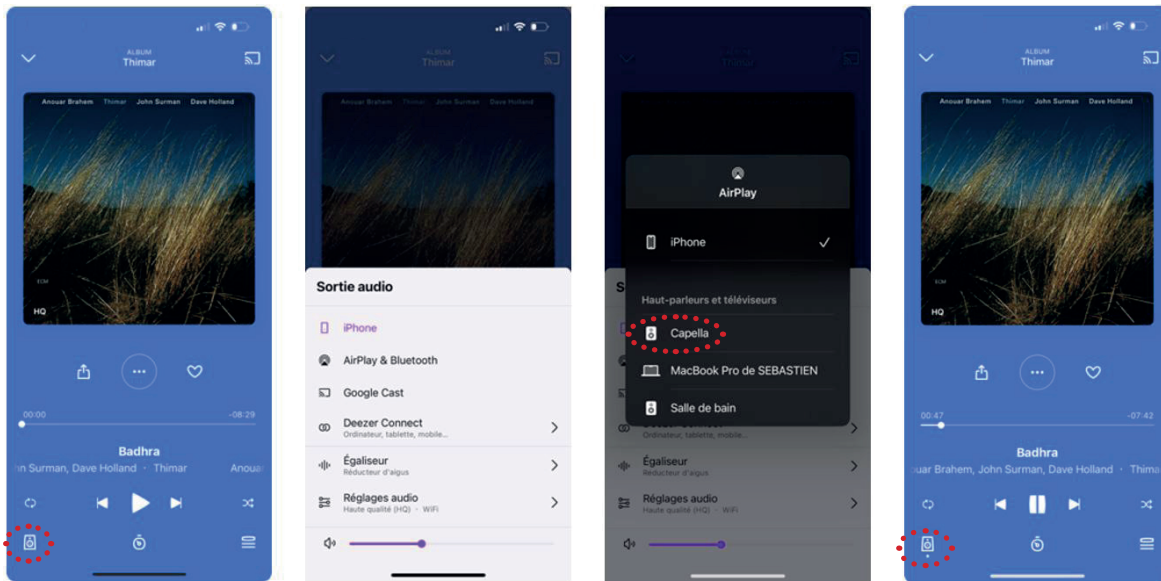 ALBUM
Thimar
Anouar Brahem Thimar John Surman Dave Holland
ECM
HQ
00:00
-08:29
Badhra
hn Surman, Dave Holland · Thimar Anouar
ALBUM
Thimar
Anouar Brahem Thimar John Surman Dave Holland
Sortie audio
iPhone
AirPlay & Bluetooth
Google Cast
Deezer Connect
Ordinateur, tablette, mobile...
Égaliseur
Réducteur d'aigus
Réglages audio
Haute qualité (HQ) · WiFi
AirPlay
iPhone
Haut-parleurs et téléviseurs
Capella
MacBook Pro de SEBASTIEN
Salle de bain
Ordinateur, tablette, mobile...
Égaliseur
Réducteur d'aigus
Réglages audio
Haute qualité (HQ) · WiFi
ALBUM
Thimar
Anouar Brahem Thimar John Surman Dave Holland
ECM
HQ
00:47
-07:42
Badhra
ouar Brahem, John Surman, Dave Holland · Thima